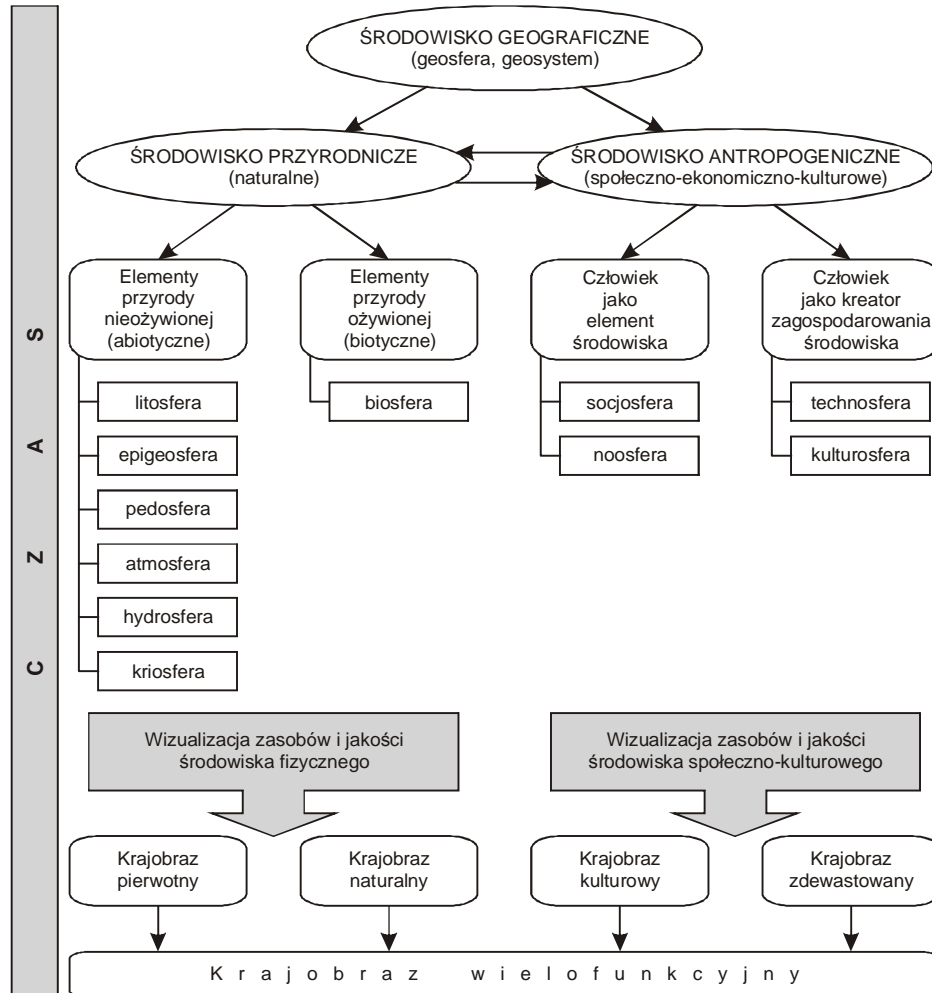 ŚRODOWISKO GEOGRAFICZNE
(geosfera, geosystem)
ŚRODOWISKO PRZYRODNICZE
(naturalne)
ŚRODOWISKO ANTROPOGENICZNE
(społeczno-ekonomiczno-kulturowe)
Elementy
przyrody
nieożywionej
(abiotyczne)
Elementy
przyrody
ożywionej
(biotyczne)
Człowiek
jako
element
środowiska
Człowiek
jako kreator
zagospodarowania
środowiska
litosfera
epigeosfera
pedosfera
atmosfera
hydrosfera
kriosfera
biosfera
socjosfera
noosfera
technosfera
kulturosfera
C Z A S
Wizualizacja zasobów i jakości
środowiska fizycznego
Wizualizacja zasobów i jakości
środowiska społeczno-kulturowego
Krajobraz
pierwotny
Krajobraz
naturalny
Krajobraz
kulturowy
Krajobraz
zdewastowany
Krajobraz wielofunkcyjny